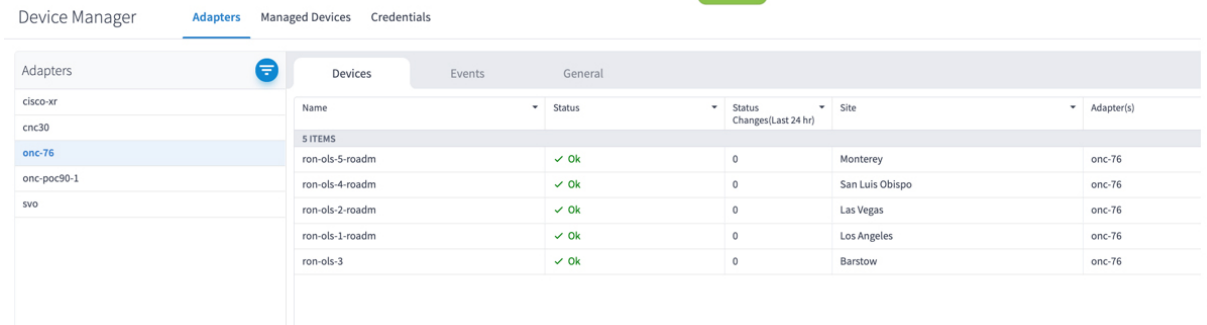 Device Manager Adapters Managed Devices Credentials
Adapters
cisco-xr
cnc30
onc-76
onc-poc90-1
svo
Devices Events General
Name Status Status Changes(Last 24 hr) Site Adapter(s)
5 ITEMS
ron-ols-5-roadm Ok 0 Monterey onc-76
ron-ols-4-roadm Ok 0 San Luis Obispo onc-76
ron-ols-2-roadm Ok 0 Las Vegas onc-76
ron-ols-1-roadm Ok 0 Los Angeles onc-76
ron-ols-3 Ok 0 Barstow onc-76